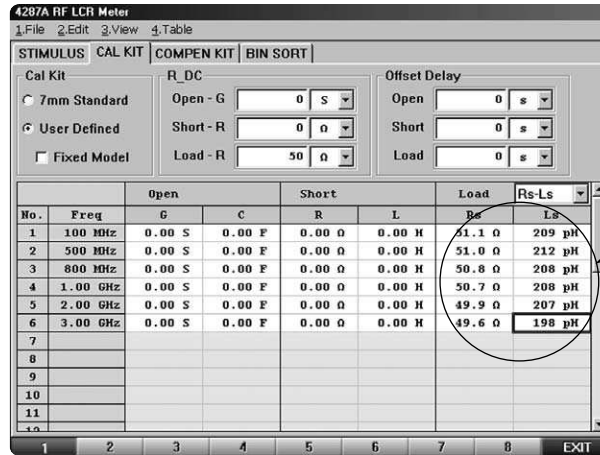 4287A RF LCR Meter
1.File 2.Edit 3.View 4.Table
STIMULUS CAL KIT COMPEN KIT BIN SORT
Cal Kit R_DC Offset Delay
7mm Standard Open - G 0 S Open 0 s
User Defined Short - R 0 Ω Short 0 s
Fixed Model Load - R 50 Ω Load 0 s
Open Short Load Rs-Ls
No. Freq G C R L Rs Ls
1 100 MHz 0.00 S 0.00 F 0.00 Ω 0.00 H 51.1 Ω 209 pH
2 500 MHz 0.00 S 0.00 F 0.00 Ω 0.00 H 51.0 Ω 212 pH
3 800 MHz 0.00 S 0.00 F 0.00 Ω 0.00 H 50.8 Ω 208 pH
4 1.00 GHz 0.00 S 0.00 F 0.00 Ω 0.00 H 50.7 Ω 208 pH
5 2.00 GHz 0.00 S 0.00 F 0.00 Ω 0.00 H 49.9 Ω 207 pH
6 3.00 GHz 0.00 S 0.00 F 0.00 Ω 0.00 H 49.6 Ω 198 pH
7
8
9
10
11
1 2 3 4 5 6 7 8 EXIT